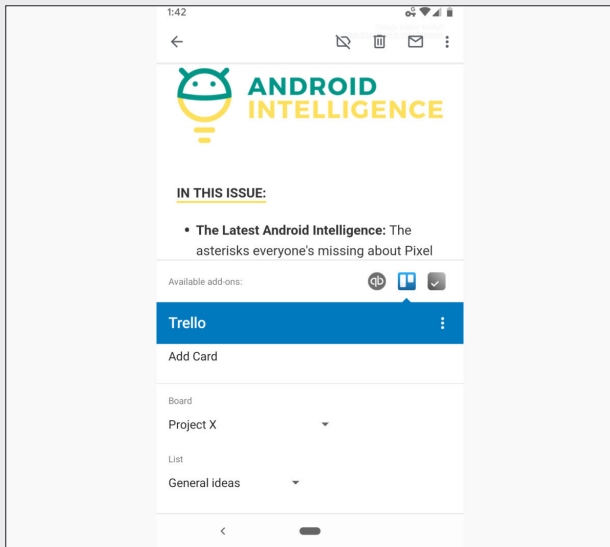 1:42
G
ANDROID
INTELLIGENCE
IN THIS ISSUE:
• The Latest Android Intelligence: The
asterisks everyone's missing about Pixel
Available add-ons:
qb
Trello
Add Card
Board
Project X
List
General ideas